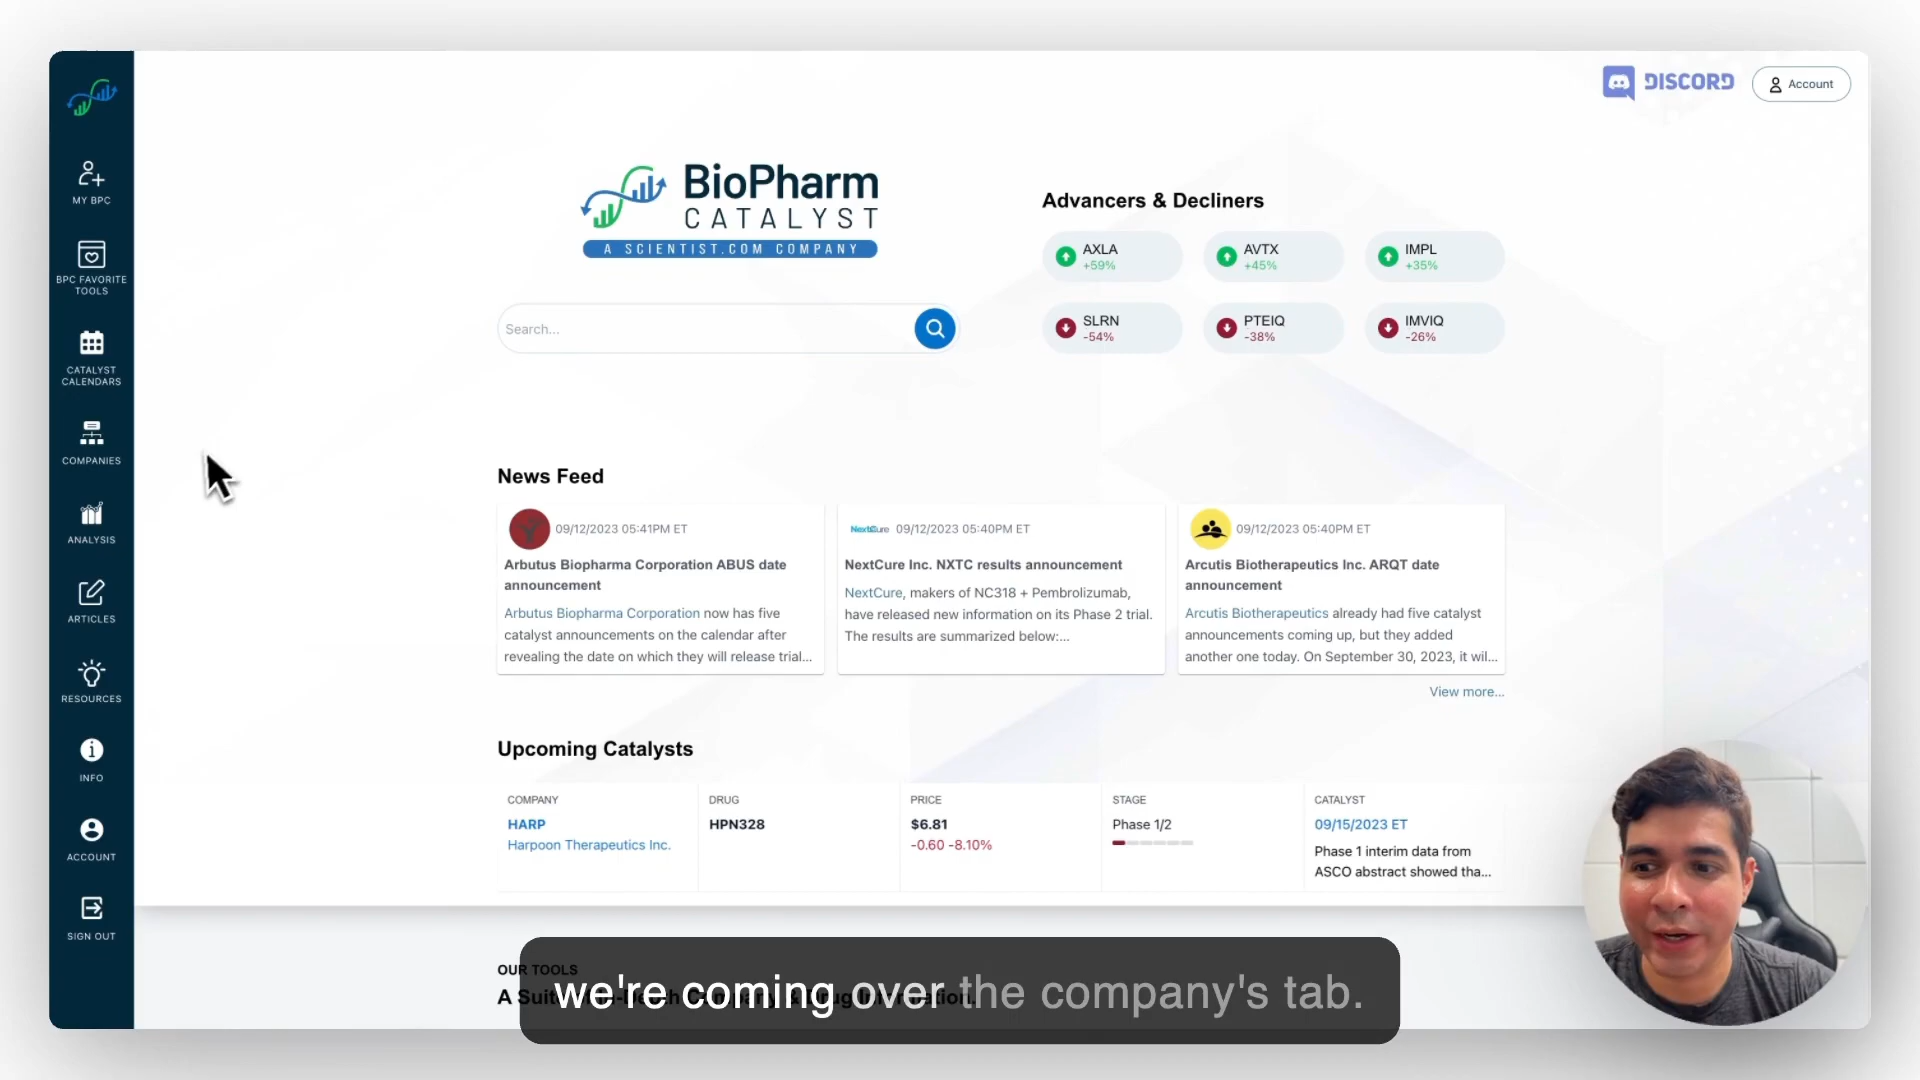 MY BPC
BPC FAVORITE
TOOLS
CATALYST
CALENDARS
COMPANIES
ANALYSIS
ARTICLES
RESOURCES
INFO
ACCOUNT
SIGN OUT
DISCORD
Account
BioPharm
CATALYST
A SCIENTIST.COM COMPANY
Search...
Advancers & Decliners
AXLA
+59%
AVTX
+45%
IMPL
+35%
SLRN
-54%
PTEIQ
-38%
IMVIQ
-26%
News Feed
09/12/2023 05:41PM ET
Arbutus Biopharma Corporation ABUS date
announcement
Arbutus Biopharma Corporation now has five
catalyst announcements on the calendar after
revealing the date on which they will release trial...
NextCure 09/12/2023 05:40PM ET
NextCure Inc. NXTC results announcement
NextCure, makers of NC318 + Pembrolizumab,
have released new information on its Phase 2 trial.
The results are summarized below:...
09/12/2023 05:40PM ET
Arcutis Biotherapeutics Inc. ARQT date
announcement
Arcutis Biotherapeutics already had five catalyst
announcements coming up, but they added
another one today. On September 30, 2023, it wil...
View more...
Upcoming Catalysts
COMPANY
HARP
Harpoon Therapeutics Inc.
DRUG
HPN328
PRICE
$6.81
-0.60 -8.10%
STAGE
Phase 1/2
CATALYST
09/15/2023 ET
Phase 1 interim data from
ASCO abstract showed tha...
OUR TOOLS
we're coming over the company's tab.